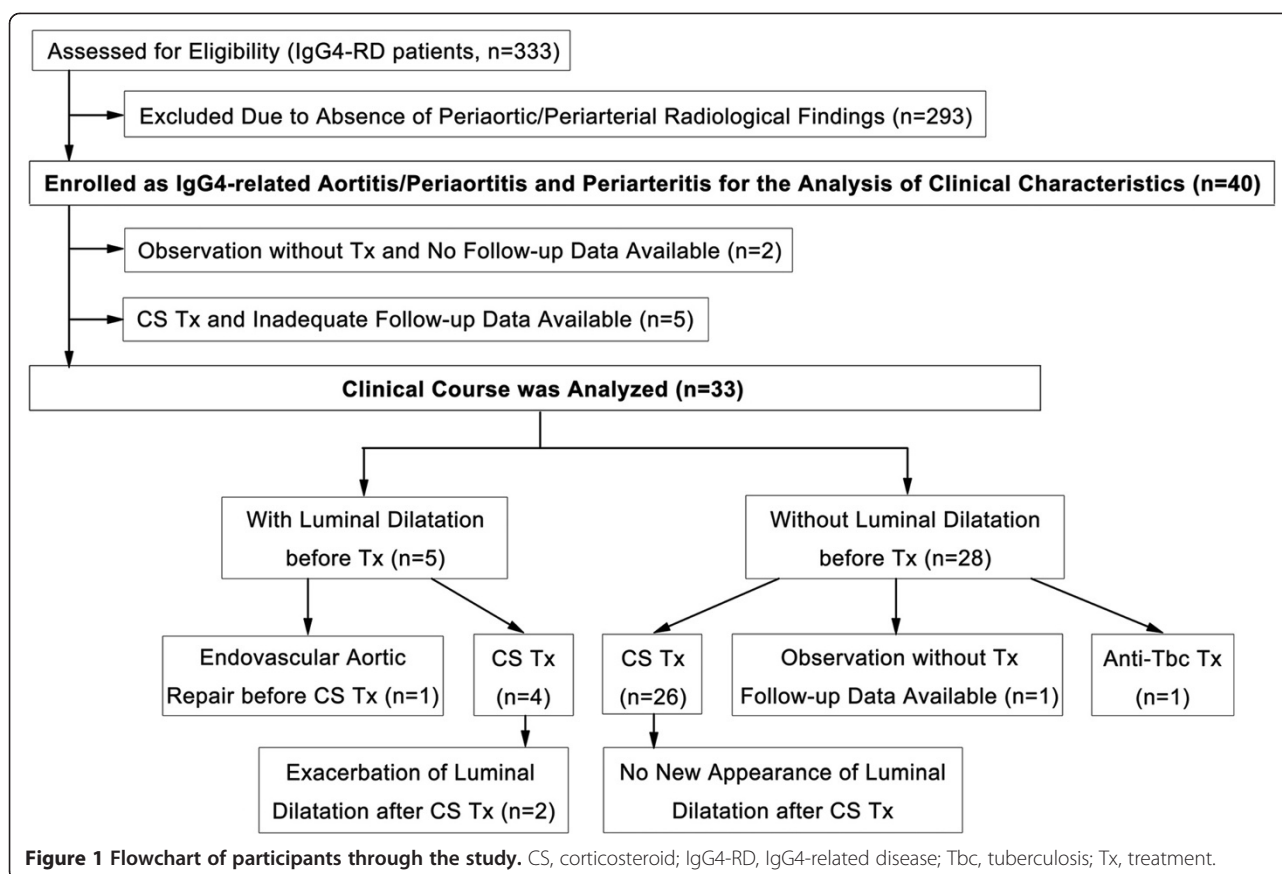 Assessed for Eligibility (IgG4-RD patients, n=333)
Excluded Due to Absence of Periaortic/Periarterial Radiological Findings (n=293)
Enrolled as IgG4-related Aortitis/Periaortitis and Periarteritis for the Analysis of Clinical Characteristics (n=40)
Observation without Tx and No Follow-up Data Available (n=2)
CS Tx and Inadequate Follow-up Data Available (n=5)
Clinical Course was Analyzed (n=33)
With Luminal Dilatation
before Tx (n=5)
Without Luminal Dilatation
before Tx (n=28)
Endovascular Aortic
Repair before CS Tx (n=1)
CS Tx
(n=4)
CS Tx
(n=26)
Observation without Tx
Follow-up Data Available (n=1)
Anti-Tbc Tx
(n=1)
Exacerbation of Luminal
Dilatation after CS Tx (n=2)
No New Appearance of Luminal
Dilatation after CS Tx
Figure 1 Flowchart of participants through the study. CS, corticosteroid; IgG4-RD, IgG4-related disease; Tbc, tuberculosis; Tx, treatment.